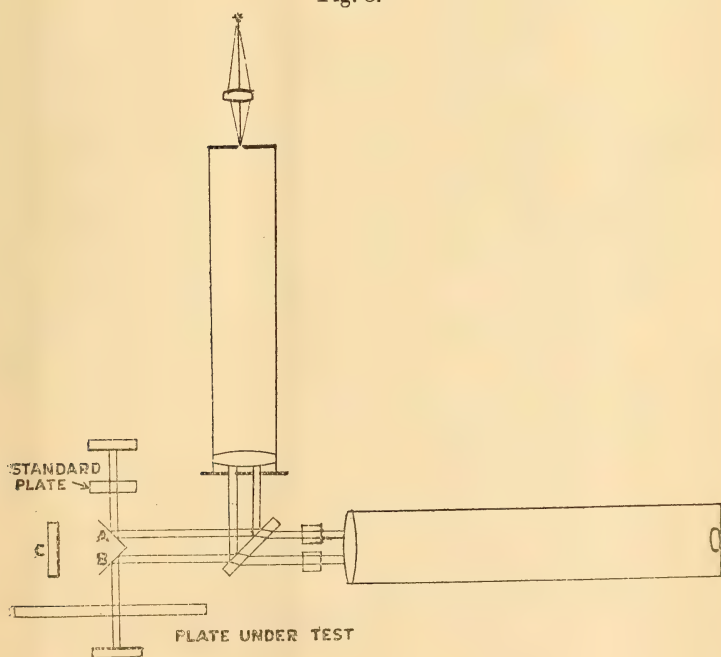 Fig. 3.
STANDARD
PLATE
A
B
C
PLATE UNDER TEST